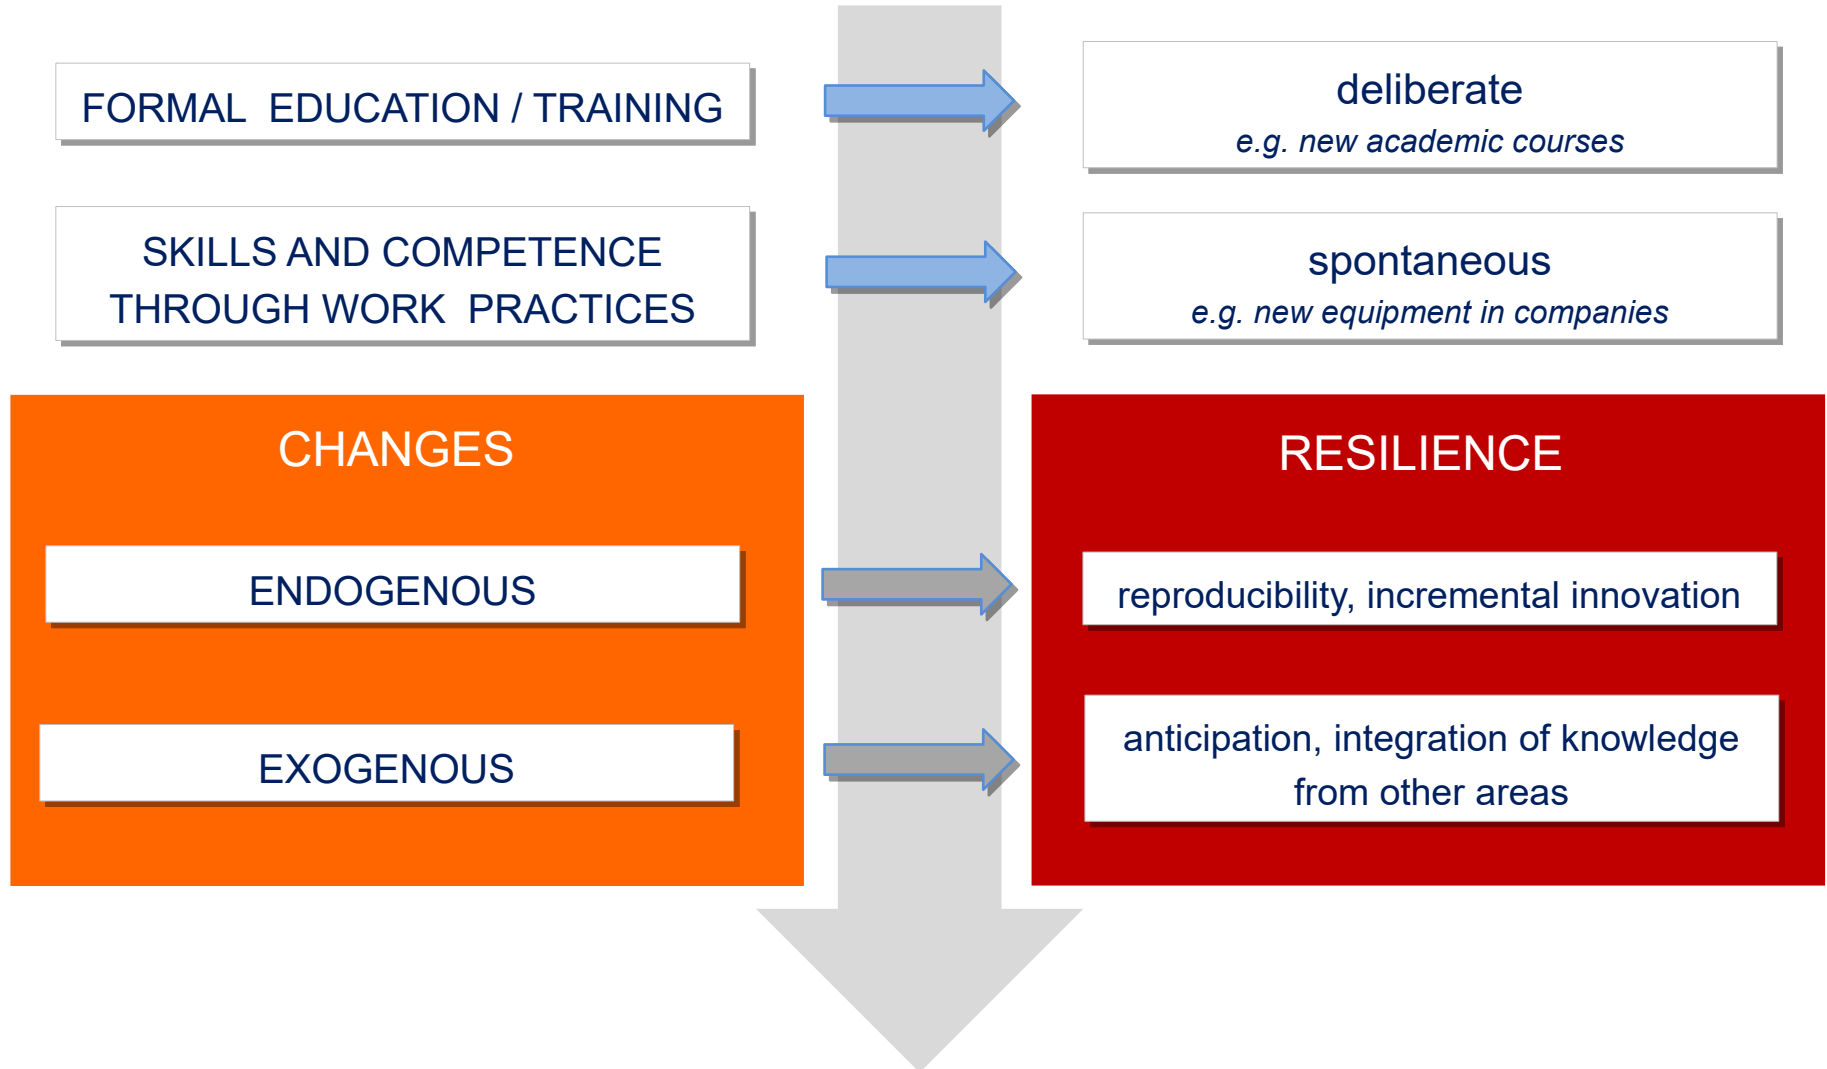 FORMAL EDUCATION / TRAINING
deliberate
e.g. new academic courses
SKILLS AND COMPETENCE
THROUGH WORK PRACTICES
spontaneous
e.g. new equipment in companies
CHANGES
RESILIENCE
ENDOGENOUS
reproducibility, incremental innovation
EXOGENOUS
anticipation, integration of knowledge
from other areas